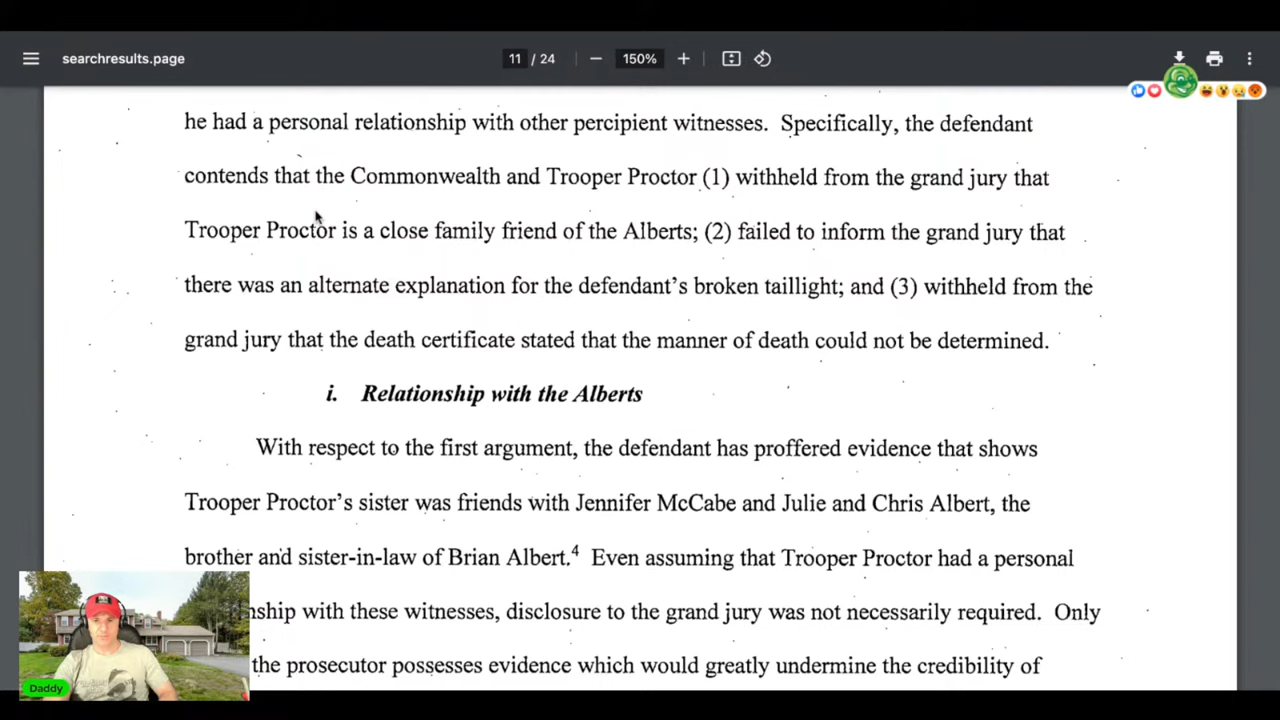 searchresults.page
11 / 24
150%
he had a personal relationship with other percipient witnesses. Specifically, the defendant
contends that the Commonwealth and Trooper Proctor (1) withheld from the grand jury that
Trooper Proctor is a close family friend of the Alberts; (2) failed to inform the grand jury that
there was an alternate explanation for the defendant’s broken taillight; and (3) withheld from the
grand jury that the death certificate stated that the manner of death could not be determined.
i. Relationship with the Alberts
With respect to the first argument, the defendant has proffered evidence that shows
Trooper Proctor’s sister was friends with Jennifer McCabe and Julie and Chris Albert, the
brother and sister-in-law of Brian Albert.4 Even assuming that Trooper Proctor had a personal
nship with these witnesses, disclosure to the grand jury was not necessarily required. Only
the prosecutor possesses evidence which would greatly undermine the credibility of
Daddy